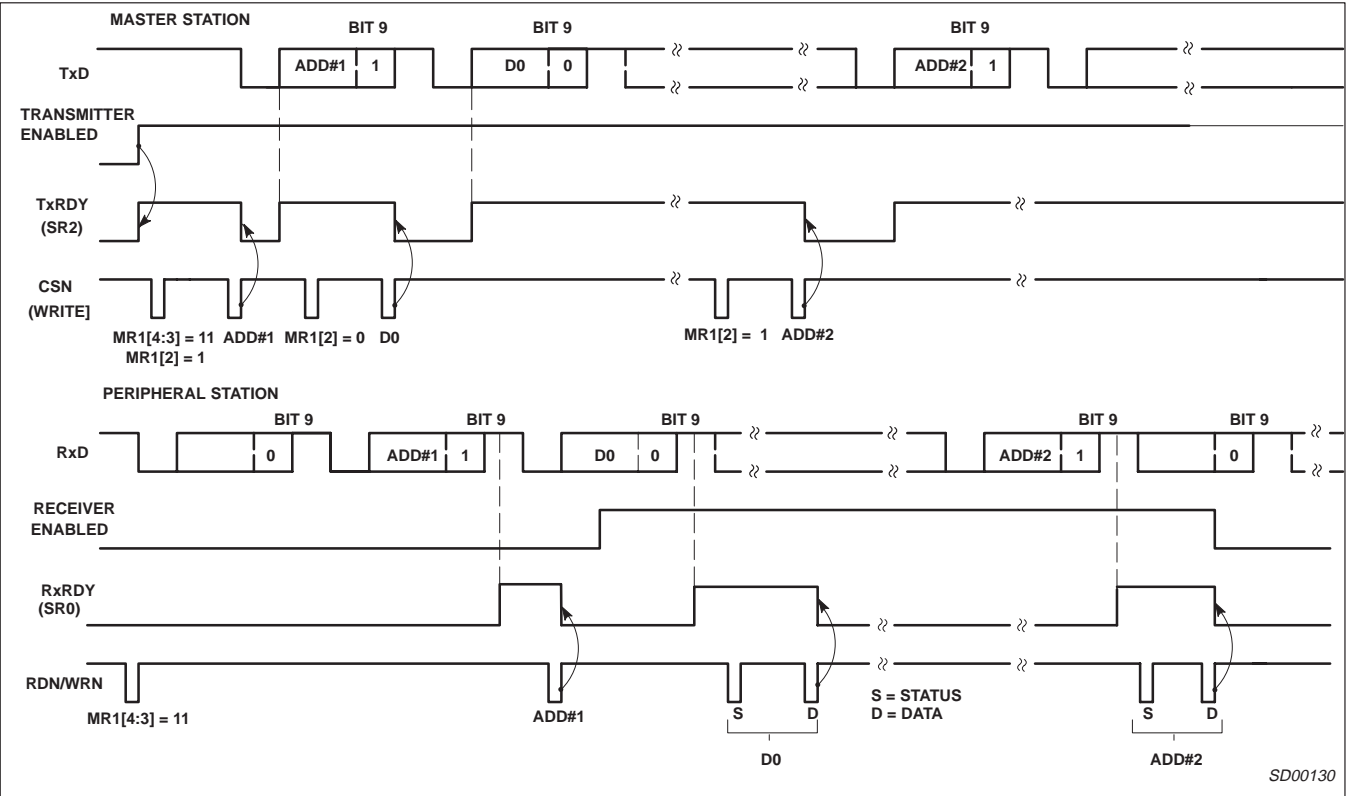 MASTER STATION
BIT 9 BIT 9 BIT 9
TxD ADD#1 1 D0 0 ADD#2 1
TRANSMITTER
ENABLED
TxRDY
(SR2)
CSN
(WRITE]
MR1[4:3] = 11 ADD#1 MR1[2] = 0 D0 MR1[2] = 1 ADD#2
MR1[2] = 1
PERIPHERAL STATION
BIT 9 BIT 9 BIT 9 BIT 9 BIT 9
RxD 0 ADD#1 1 D0 0 ADD#2 1 0
RECEIVER
ENABLED
RxRDY
(SR0)
RDN/WRN
MR1[4:3] = 11 ADD#1 S D S = STATUS S D
D = DATA
D0 ADD#2
SD00130